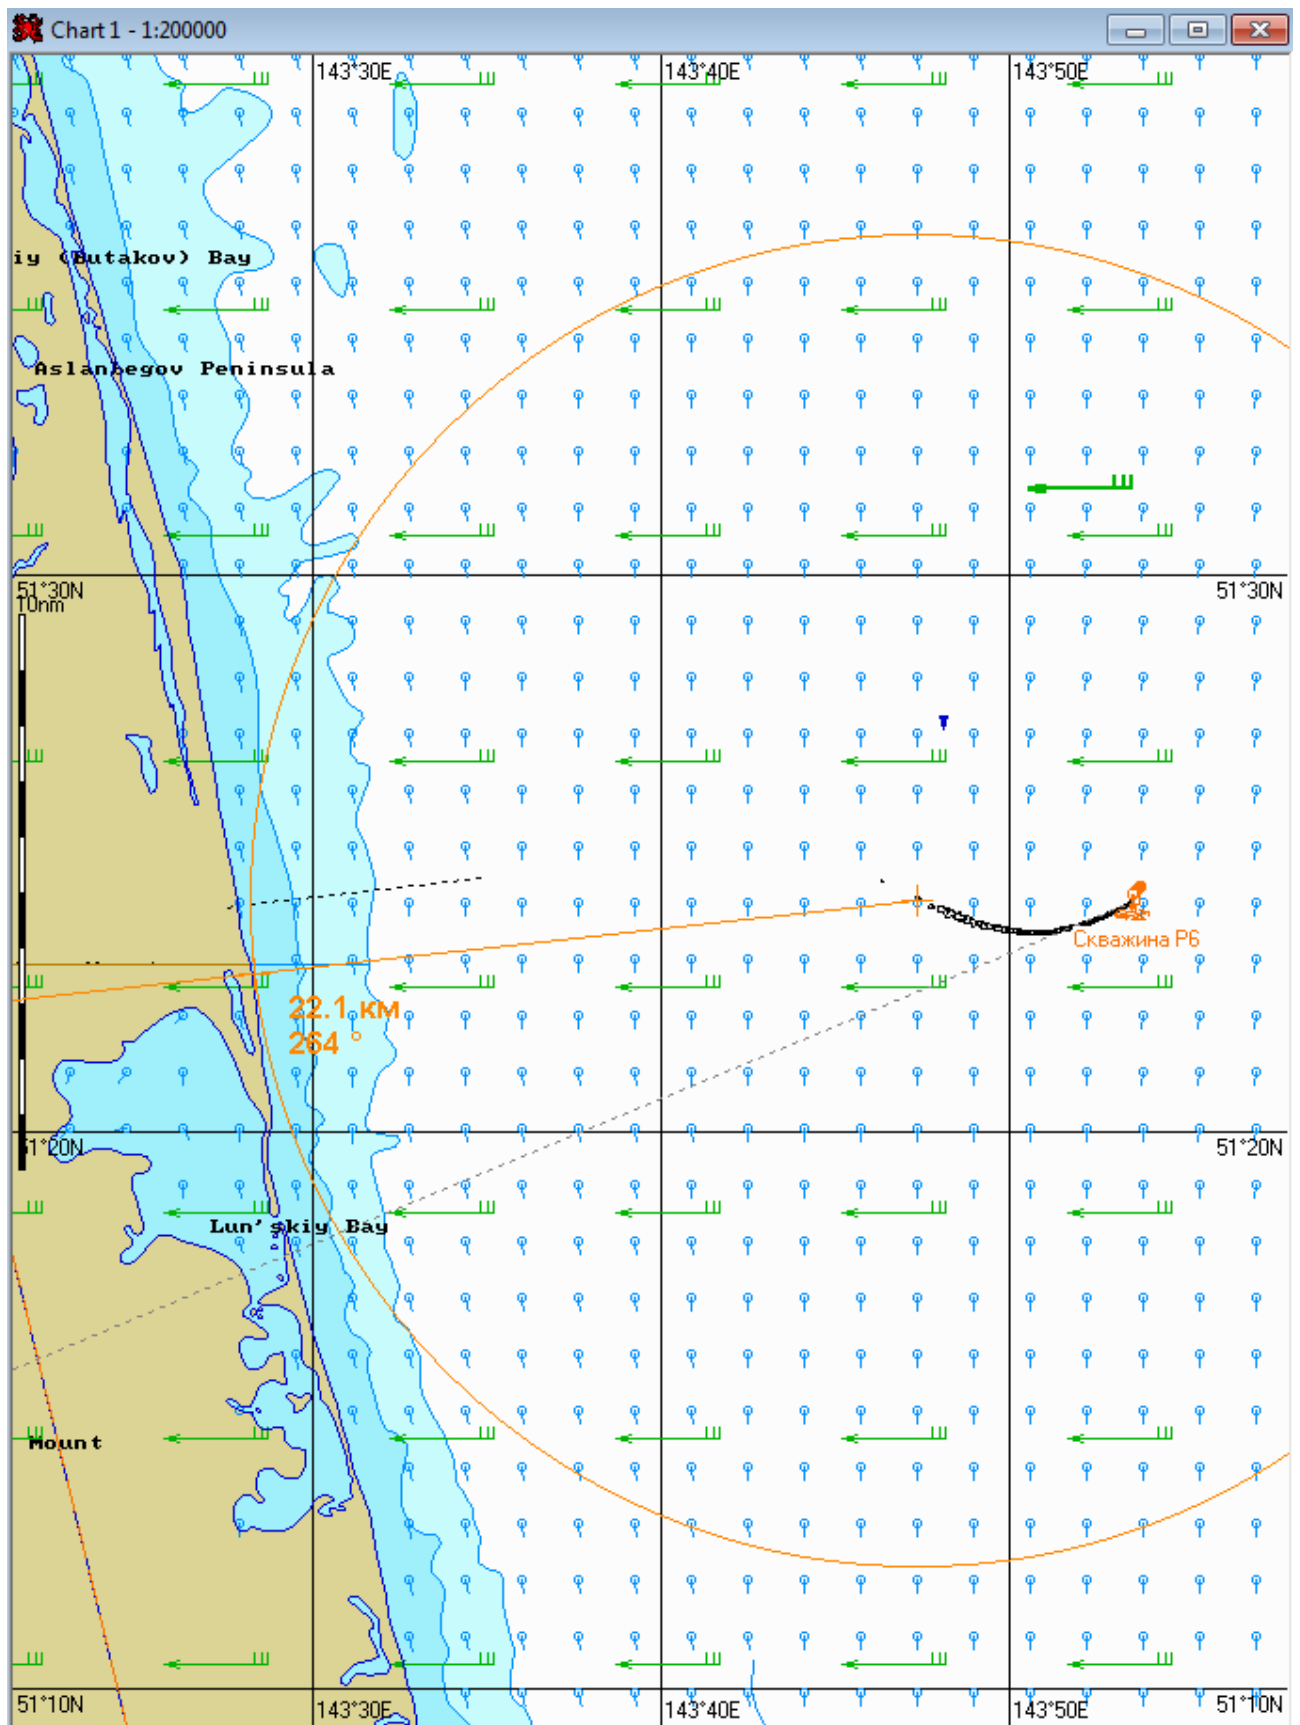 Chart 1 - 1:200000
143°30E 143°40E 143°50E
iy (Butakov) Bay
Aslanbegov Peninsula
51°30N 51°30N
10nm
Скважина P6
22.1 км
264 °
51°20N 51°20N
Lun'skiy Bay
Mount
51°10N 143°30E 143°40E 143°50E 51°10N